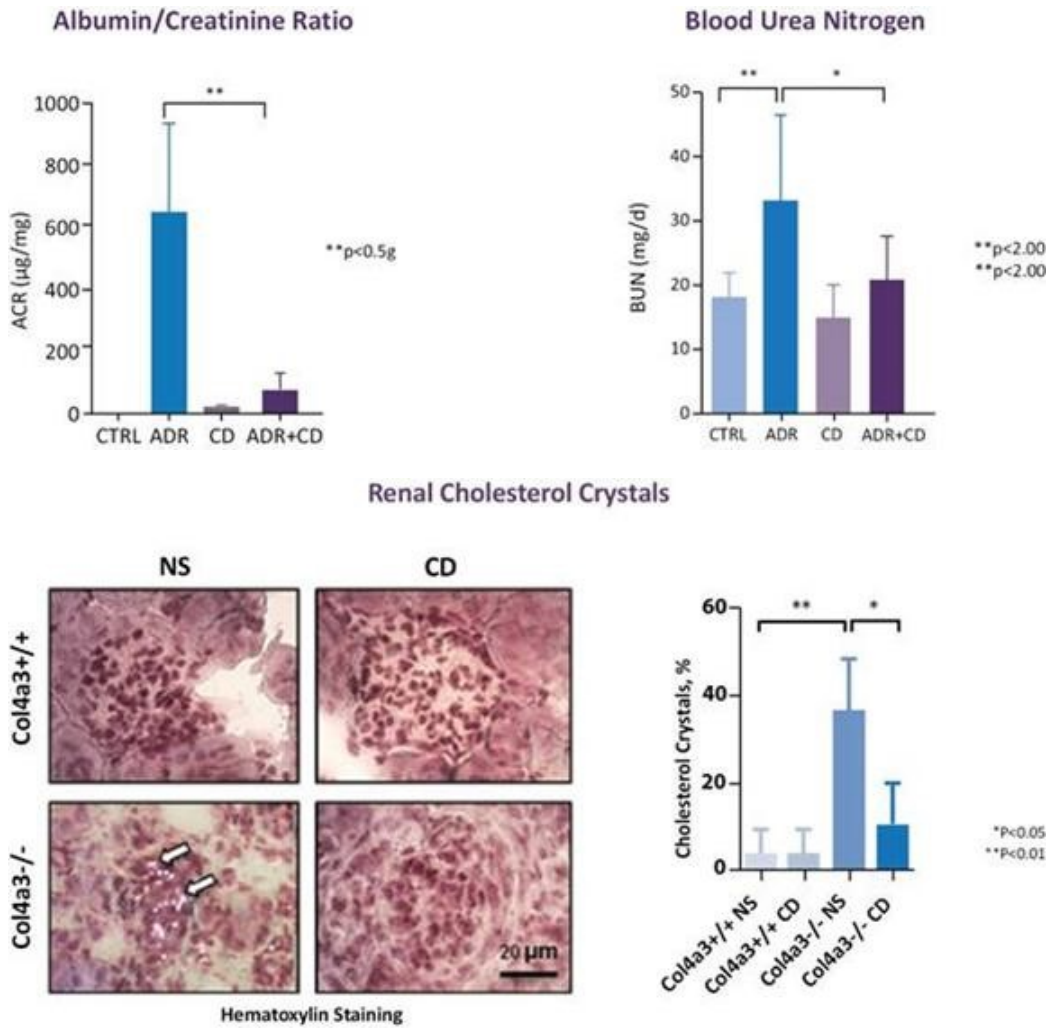 Albumin/Creatinine Ratio
**
1000
800
600
400
200
0
ACR (µg/mg)
CTRL ADR CD ADR+CD
**p<0.5g
Blood Urea Nitrogen
**
*
50
40
30
20
10
0
BUN (mg/d)
CTRL ADR CD ADR+CD
**p<2.00
**p<2.00
Renal Cholesterol Crystals
NS CD
Col4a3+/+
Col4a3-/-
20 µm
Hematoxylin Staining
**
*
60
40
20
0
Cholesterol Crystals, %
Col4a3+/+ NS
Col4a3+/+ CD
Col4a3-/- NS
Col4a3-/- CD
*P<0.05
**P<0.01